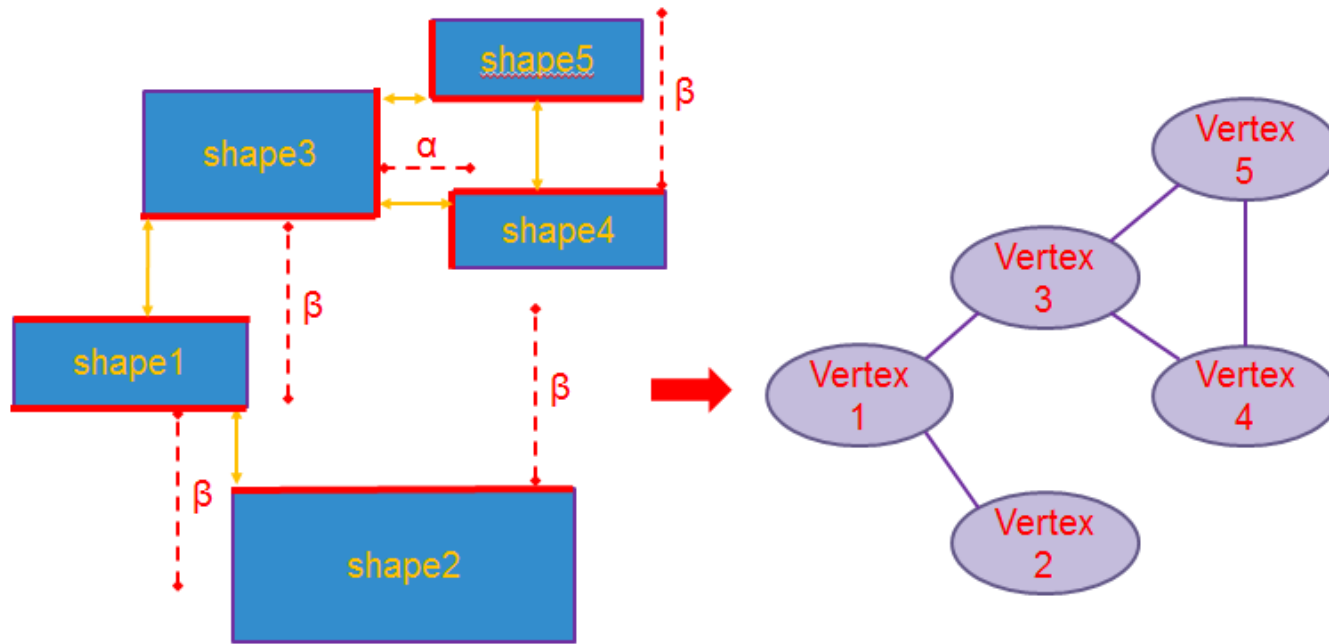 shape5
β
shape3
α
shape4
β
shape1
β
β
shape2
Vertex
5
Vertex
3
Vertex
1
Vertex
4
Vertex
2